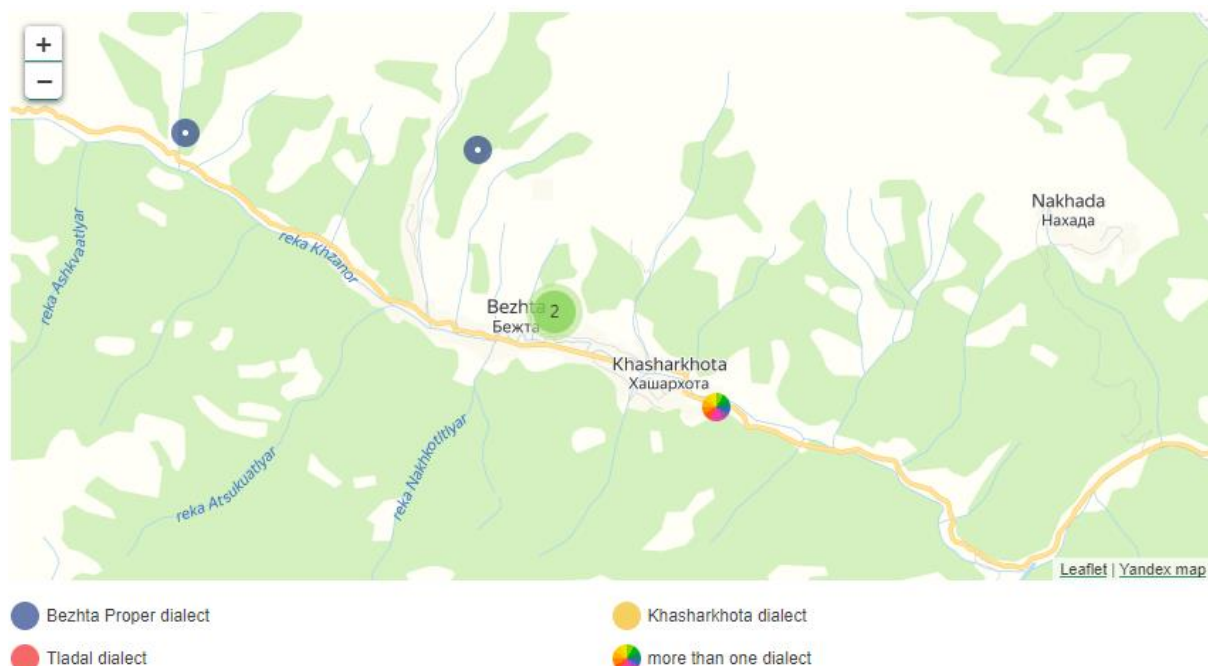 +
−
Nakhada
Нахада
reka Ashkvaatlyar
reka Khzanor
Bezhta 2
Бежта
Khasharkhota
Хашархота
reka Atsukuatlyar
reka Nakhkotltlyar
Leaflet | Yandex map
Bezhta Proper dialect
Khasharkhota dialect
Tladal dialect
more than one dialect